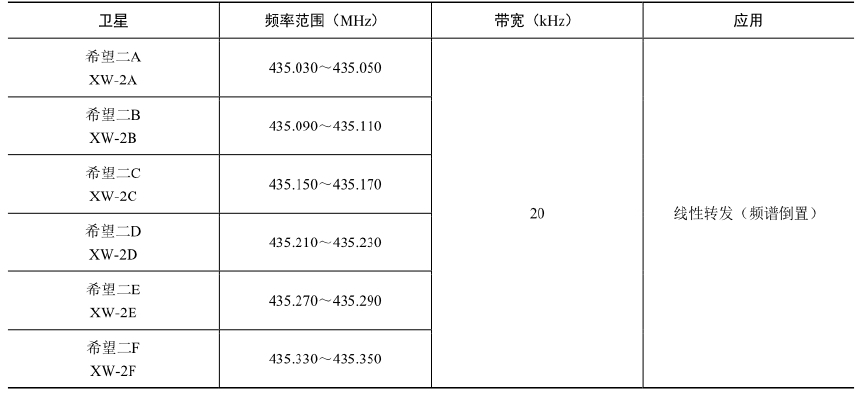 卫星 频率范围（MHz） 带宽（kHz） 应用
希望二A
XW-2A
435.030～435.050
希望二B
XW-2B
435.090～435.110
希望二C
XW-2C
435.150～435.170
希望二D
XW-2D
435.210～435.230
希望二E
XW-2E
435.270～435.290
希望二F
XW-2F
435.330～435.350
20
线性转发（频谱倒置）